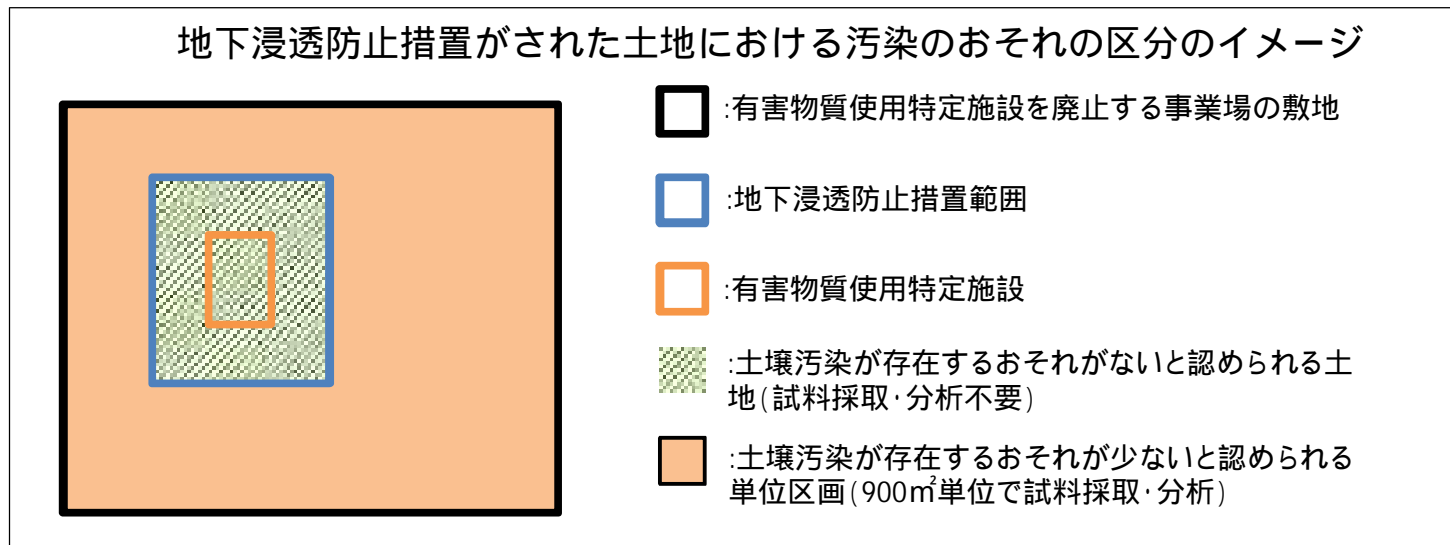 地下浸透防止措置がされた土地における汚染のおそれの区分のイメージ
:有害物質使用特定施設を廃止する事業場の敷地
:地下浸透防止措置範囲
:有害物質使用特定施設
:土壌汚染が存在するおそれがないと認められる土
地(試料採取･分析不要)
:土壌汚染が存在するおそれが少ないと認められる
単位区画(900㎡単位で試料採取･分析)